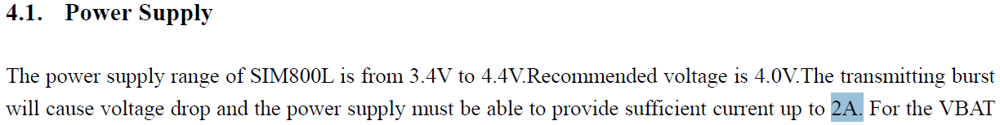 4.1. Power Supply
The power supply range of SIM800L is from 3.4V to 4.4V.Recommended voltage is 4.0V.The transmitting burst
will cause voltage drop and the power supply must be able to provide sufficient current up to 2A. For the VBAT